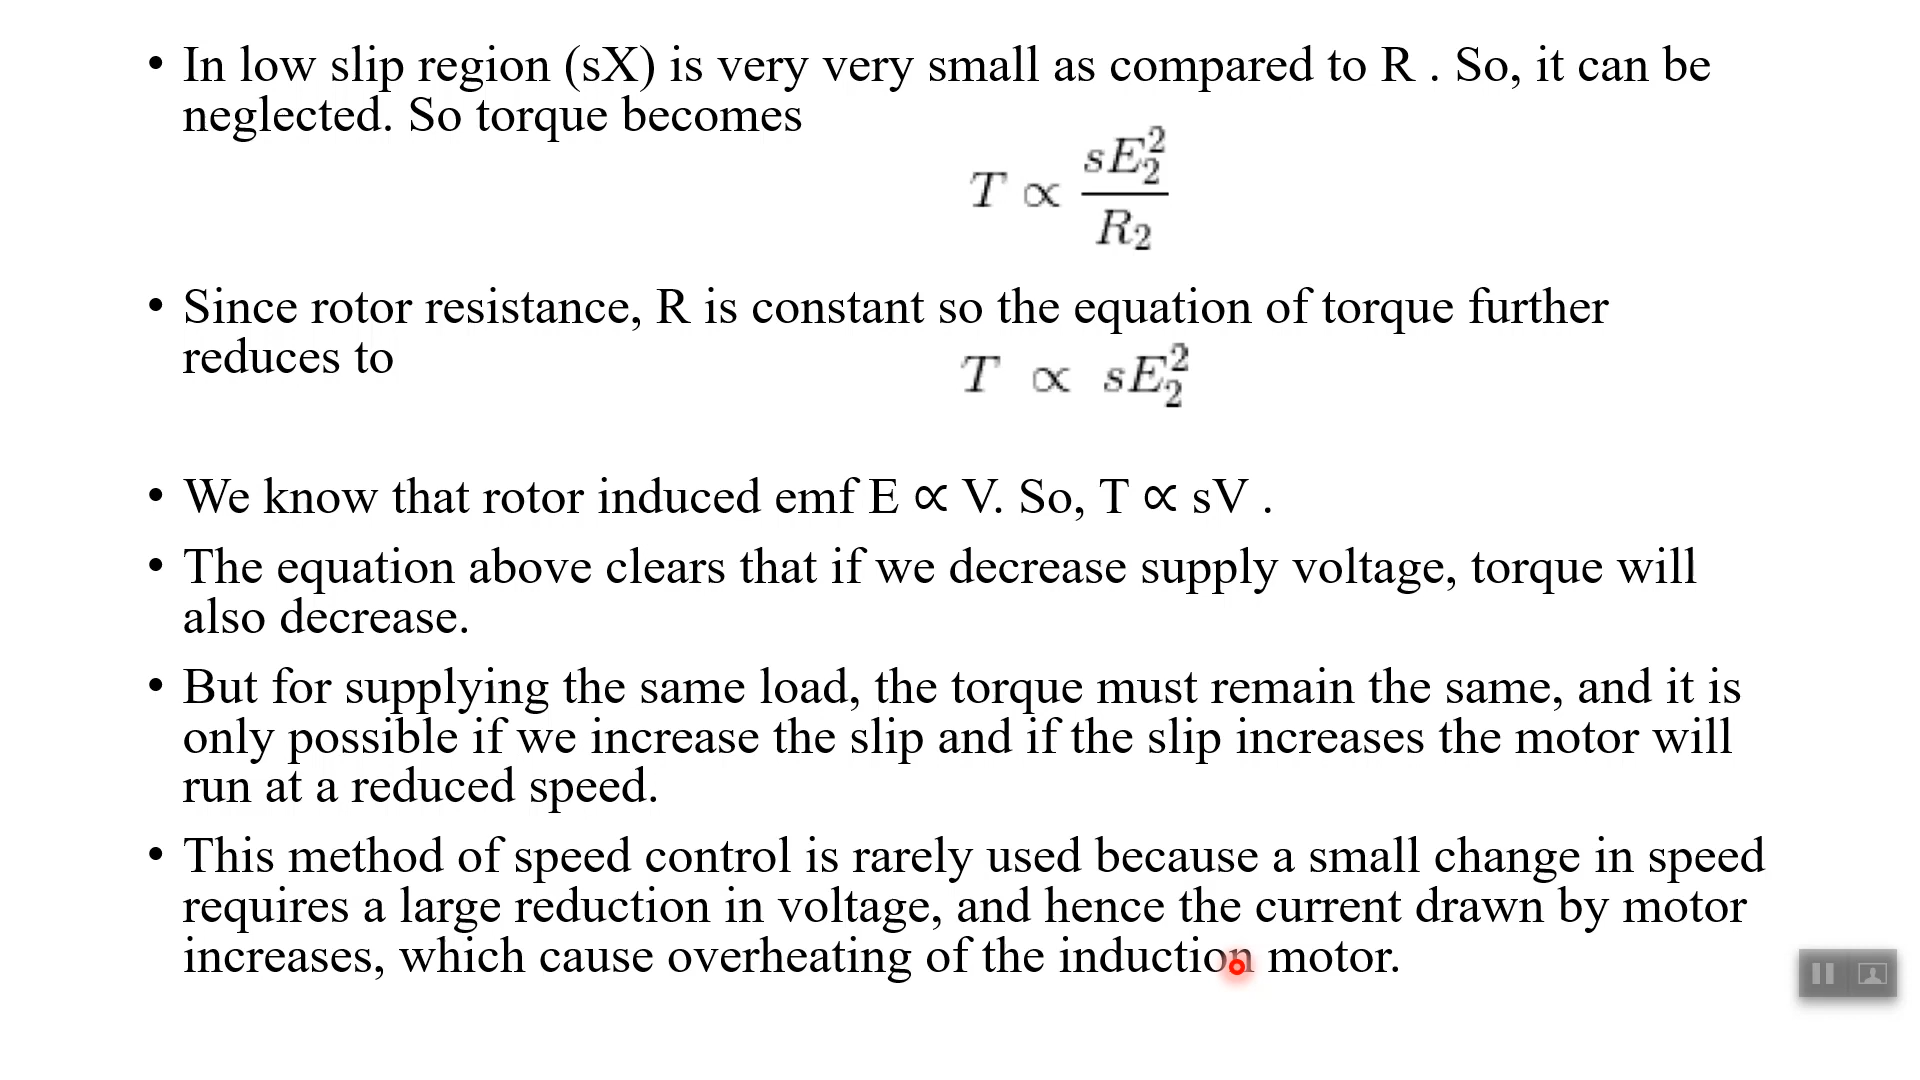 • In low slip region (sX) is very very small as compared to R . So, it can be
neglected. So torque becomes
T ∝ \frac{sE_2^2}{R_2}
• Since rotor resistance, R is constant so the equation of torque further
reduces to
T ∝ sE_2^2
• We know that rotor induced emf E ∝ V. So, T ∝ sV .
• The equation above clears that if we decrease supply voltage, torque will
also decrease.
• But for supplying the same load, the torque must remain the same, and it is
only possible if we increase the slip and if the slip increases the motor will
run at a reduced speed.
• This method of speed control is rarely used because a small change in speed
requires a large reduction in voltage, and hence the current drawn by motor
increases, which cause overheating of the induction motor.